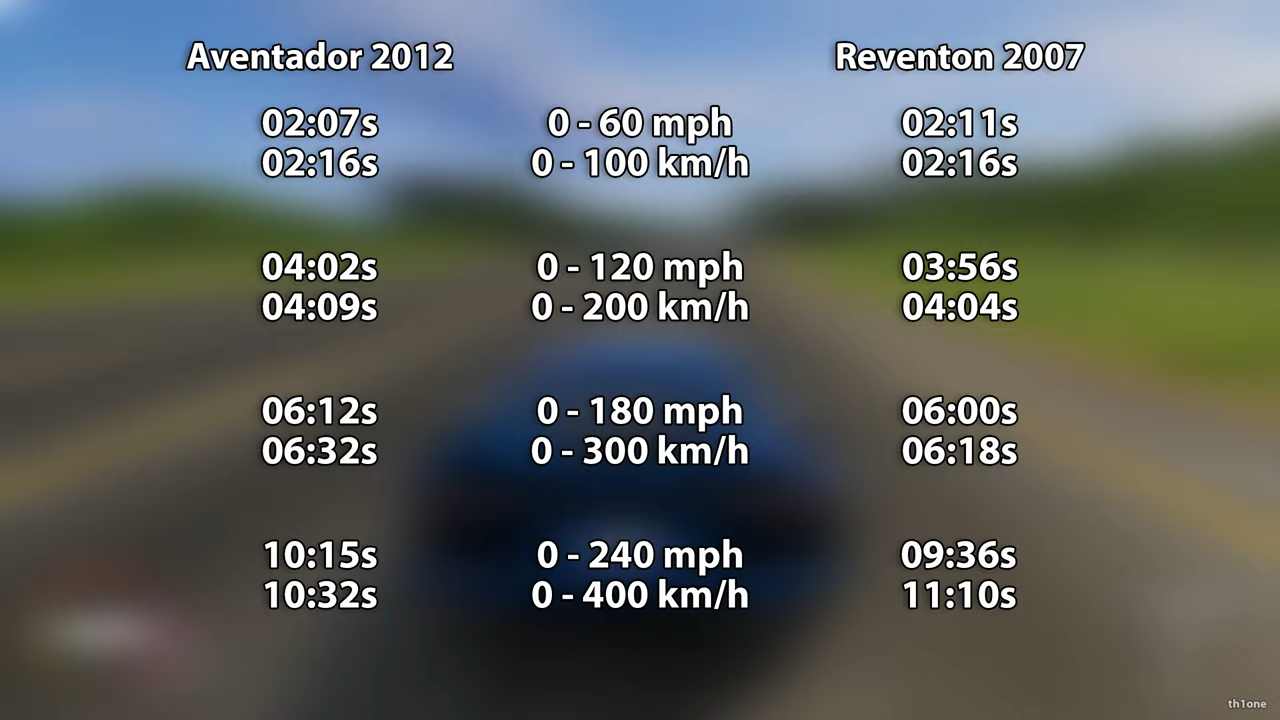 Aventador 2012 Reventon 2007
02:07s 0 - 60 mph 02:11s
02:16s 0 - 100 km/h 02:16s
04:02s 0 - 120 mph 03:56s
04:09s 0 - 200 km/h 04:04s
06:12s 0 - 180 mph 06:00s
06:32s 0 - 300 km/h 06:18s
10:15s 0 - 240 mph 09:36s
10:32s 0 - 400 km/h 11:10s
th1one